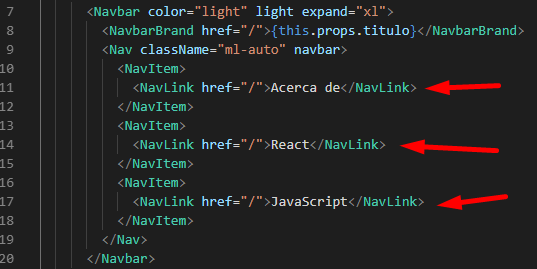 7 <Navbar color="light" light expand="xl">
8 <NavbarBrand href="/">{this.props.titulo}</NavbarBrand>
9 <Nav className="ml-auto" navbar>
10 <NavItem>
11 <NavLink href="/">Acerca de</NavLink>
12 </NavItem>
13 <NavItem>
14 <NavLink href="/">React</NavLink>
15 </NavItem>
16 <NavItem>
17 <NavLink href="/">JavaScript</NavLink>
18 </NavItem>
19 </Nav>
20 </Navbar>